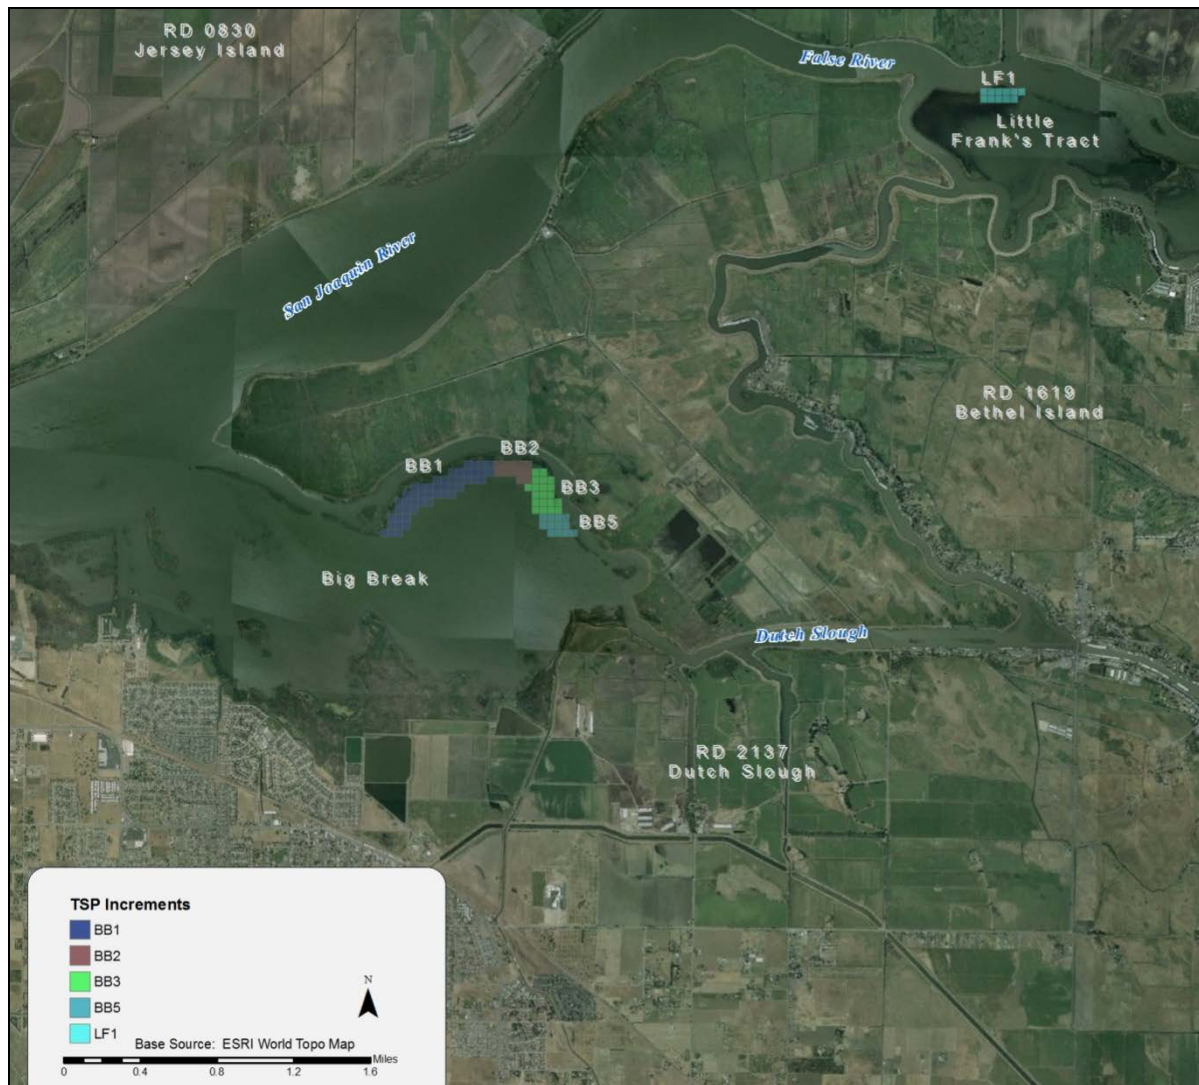 RD 0830
Jersey Island
False River
LF1
Little
Frank's Tract
San Joaquin River
RD 1619
Bethel Island
BB2
BB1
BB3
BB5
Big Break
Dutch Slough
RD 2137
Dutch Slough
TSP Increments
BB1
BB2
BB3
BB5
LF1
N
Base Source: ESRI World Topo Map
Miles
0 0.4 0.8 1.2 1.6